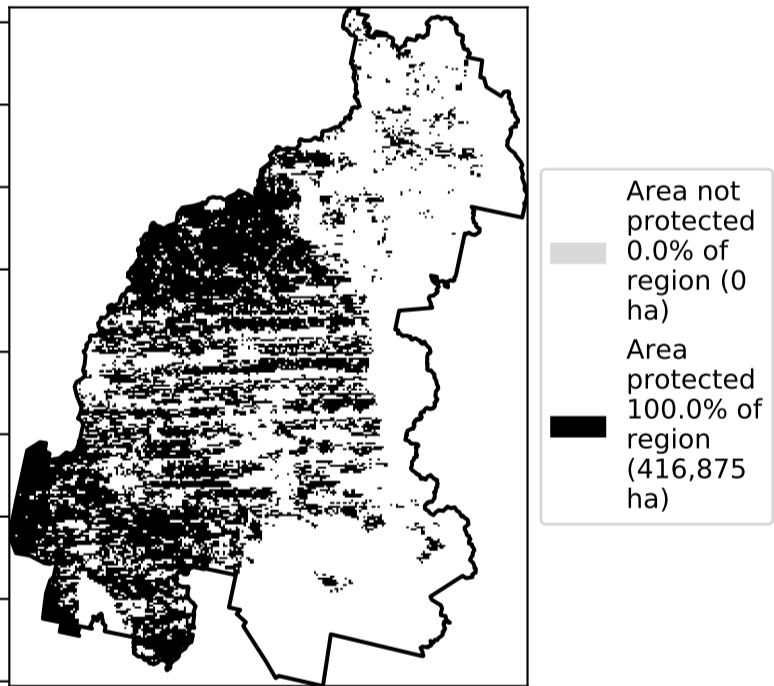 Area not
protected
0.0% of
region (0
ha)
Area
protected
100.0% of
region
(416,875
ha)